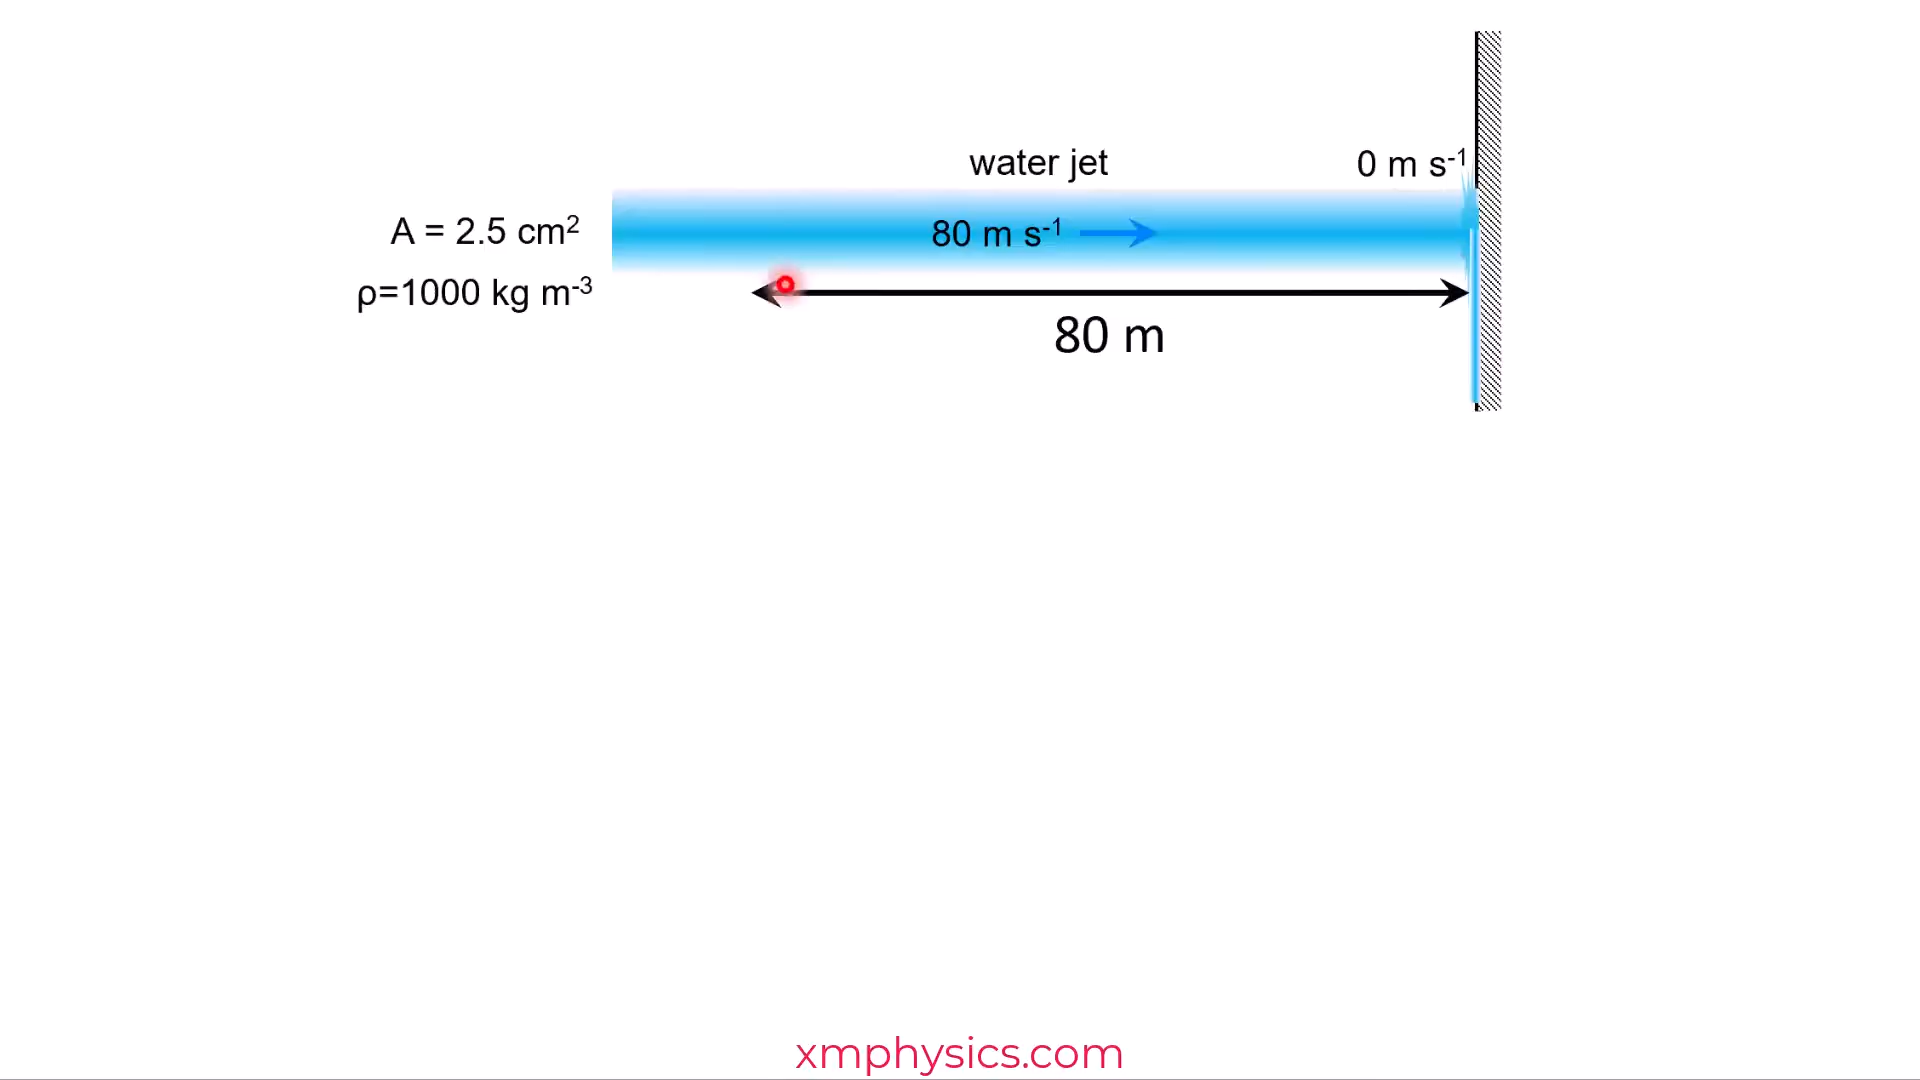 water jet
0 m s⁻¹
A = 2.5 cm²
80 m s⁻¹
ρ=1000 kg m⁻³
80 m
xmphysics.com